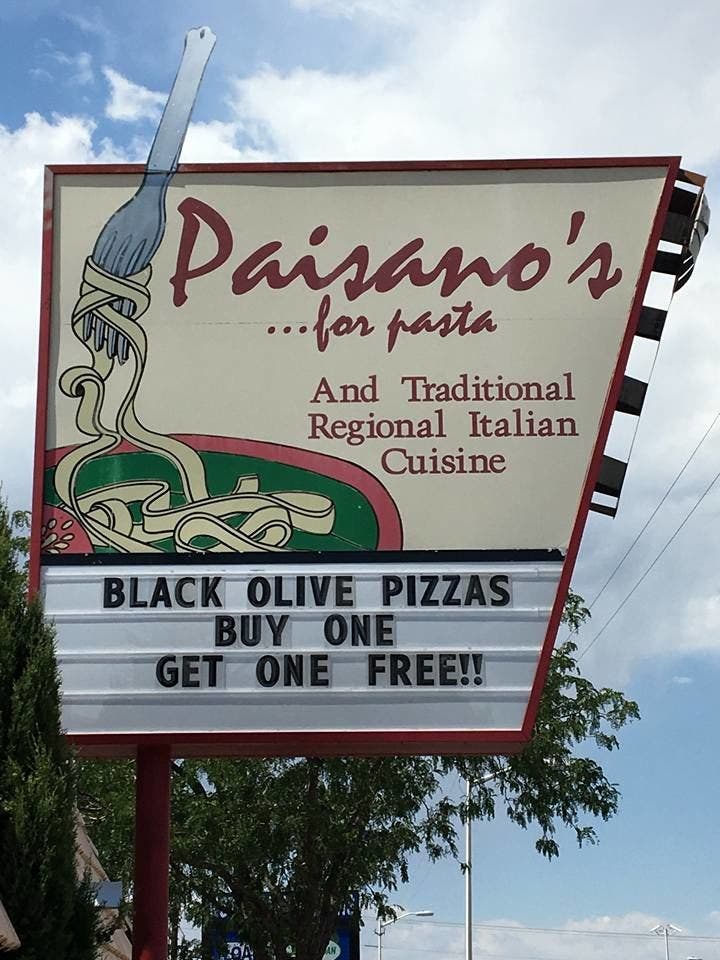 Paisano's
...for pasta
And Traditional
Regional Italian
Cuisine
BLACK OLIVE PIZZAS
BUY ONE
GET ONE FREE!!